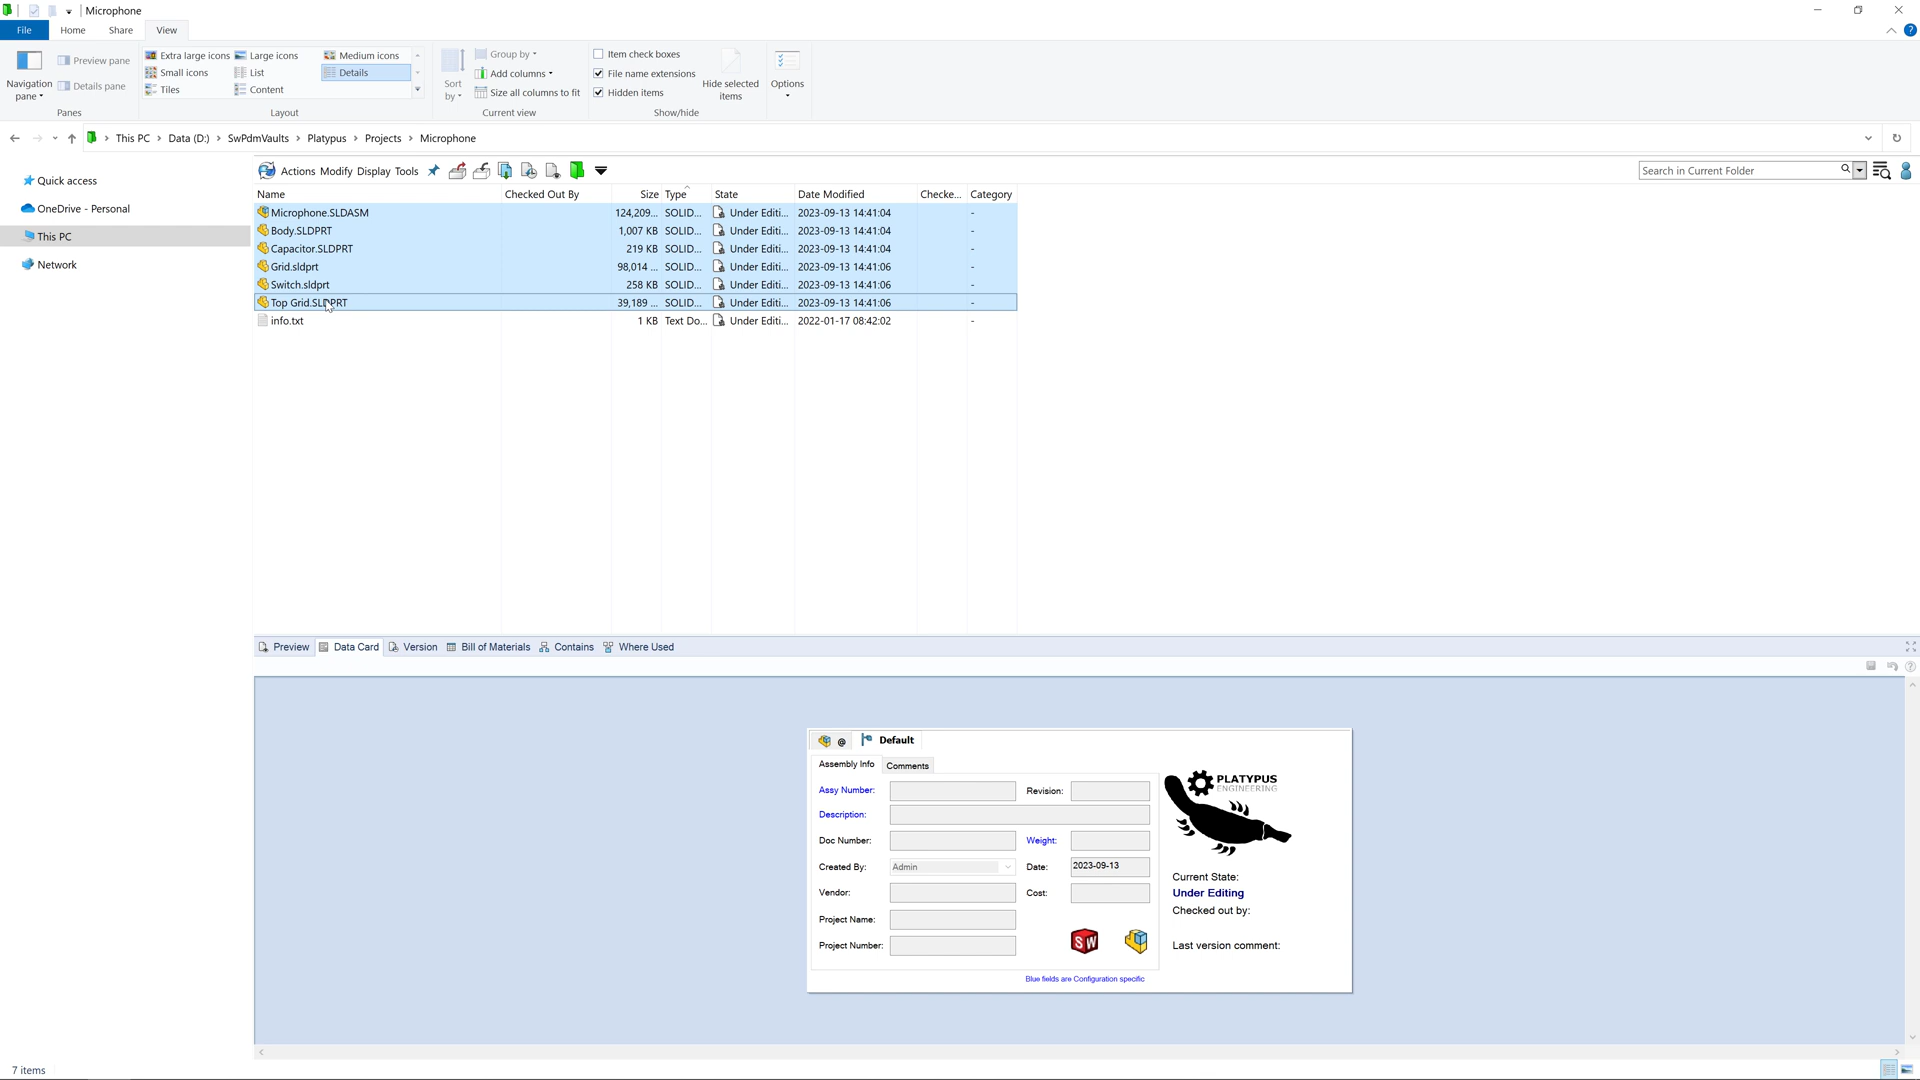 Microphone
File Home Share View
Navigation pane
Preview pane
Details pane
Panes
Extra large icons Large icons Medium icons
Small icons List Details
Tiles Content
Layout
Sort by
Group by
Add columns
Size all columns to fit
Current view
Item check boxes
File name extensions
Hidden items
Hide selected items
Show/hide
Options
This PC > Data (D:) > SwPdmVaults > Platypus > Projects > Microphone
Quick access
OneDrive - Personal
This PC
Network
Actions Modify Display Tools
Search in Current Folder
Name Checked Out By Size Type State Date Modified Checke... Category
Microphone.SLDASM 124,209... SOLID... Under Editi... 2023-09-13 14:41:04 -
Body.SLDPRT 1,007 KB SOLID... Under Editi... 2023-09-13 14:41:04 -
Capacitor.SLDPRT 219 KB SOLID... Under Editi... 2023-09-13 14:41:04 -
Grid.sldprt 98,014 ... SOLID... Under Editi... 2023-09-13 14:41:06 -
Switch.sldprt 258 KB SOLID... Under Editi... 2023-09-13 14:41:06 -
Top Grid.SLDPRT 39,189 ... SOLID... Under Editi... 2023-09-13 14:41:06 -
info.txt 1 KB Text Do... Under Editi... 2022-01-17 08:42:02 -
Preview Data Card Version Bill of Materials Contains Where Used
@ Default
Assembly Info Comments
Assy Number: Revision:
Description:
Doc Number: Weight:
Created By: Admin Date: 2023-09-13
Vendor: Cost:
Project Name:
Project Number:
SW
Blue fields are Configuration specific
PLATYPUS
ENGINEERING
Current State:
Under Editing
Checked out by:
Last version comment:
7 items